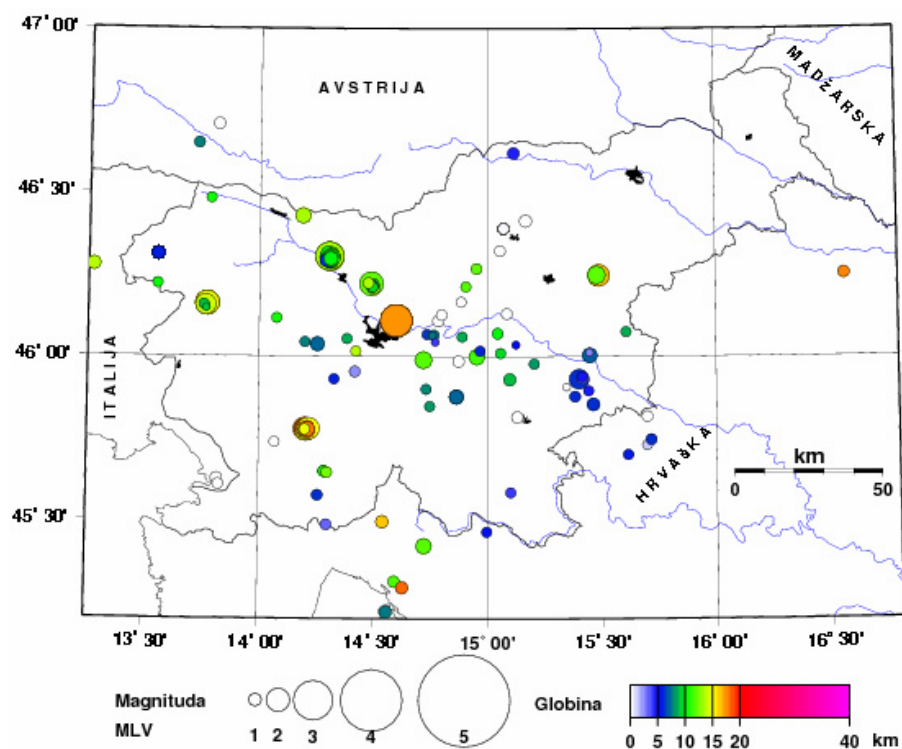 47° 00'
AVSTRIJA
MADŽARSKA
46° 30'
46° 00'
ITALIJA
HRVAŠKA
km
0 50
45° 30'
13° 30' 14° 00' 14° 30' 15° 00' 15° 30' 16° 00' 16° 30'
Magnituda
MLV
1 2 3 4 5
Globina
0 5 10 15 20 40 km